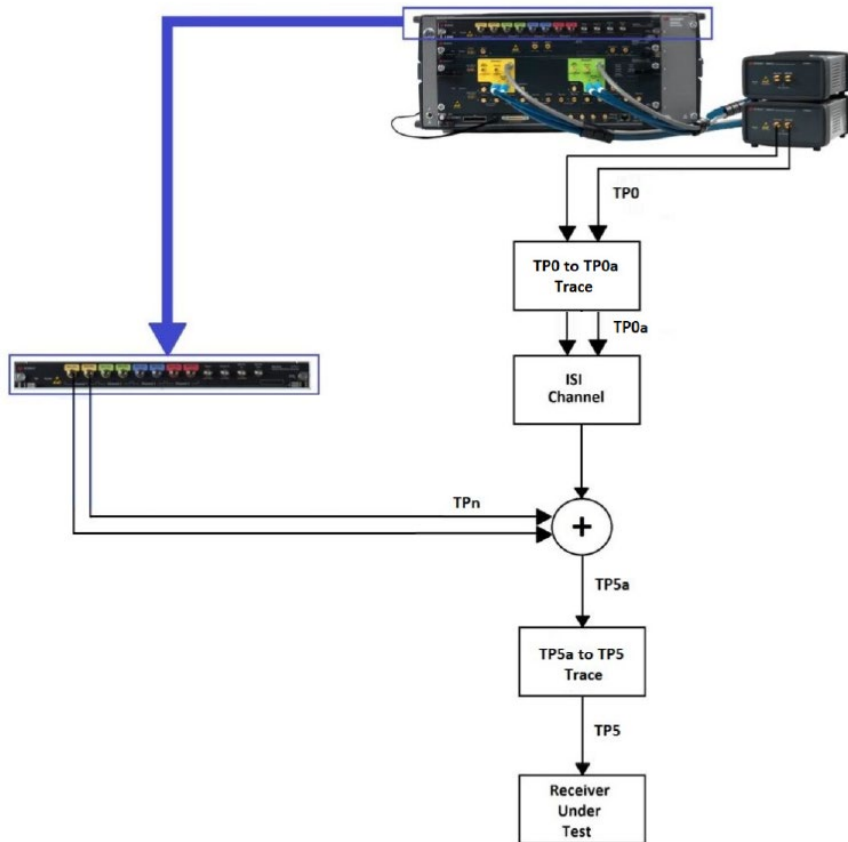 TP0
TP0 to TP0a
Trace
TP0a
ISI
Channel
TPn
+
TP5a
TP5a to TP5
Trace
TP5
Receiver
Under
Test